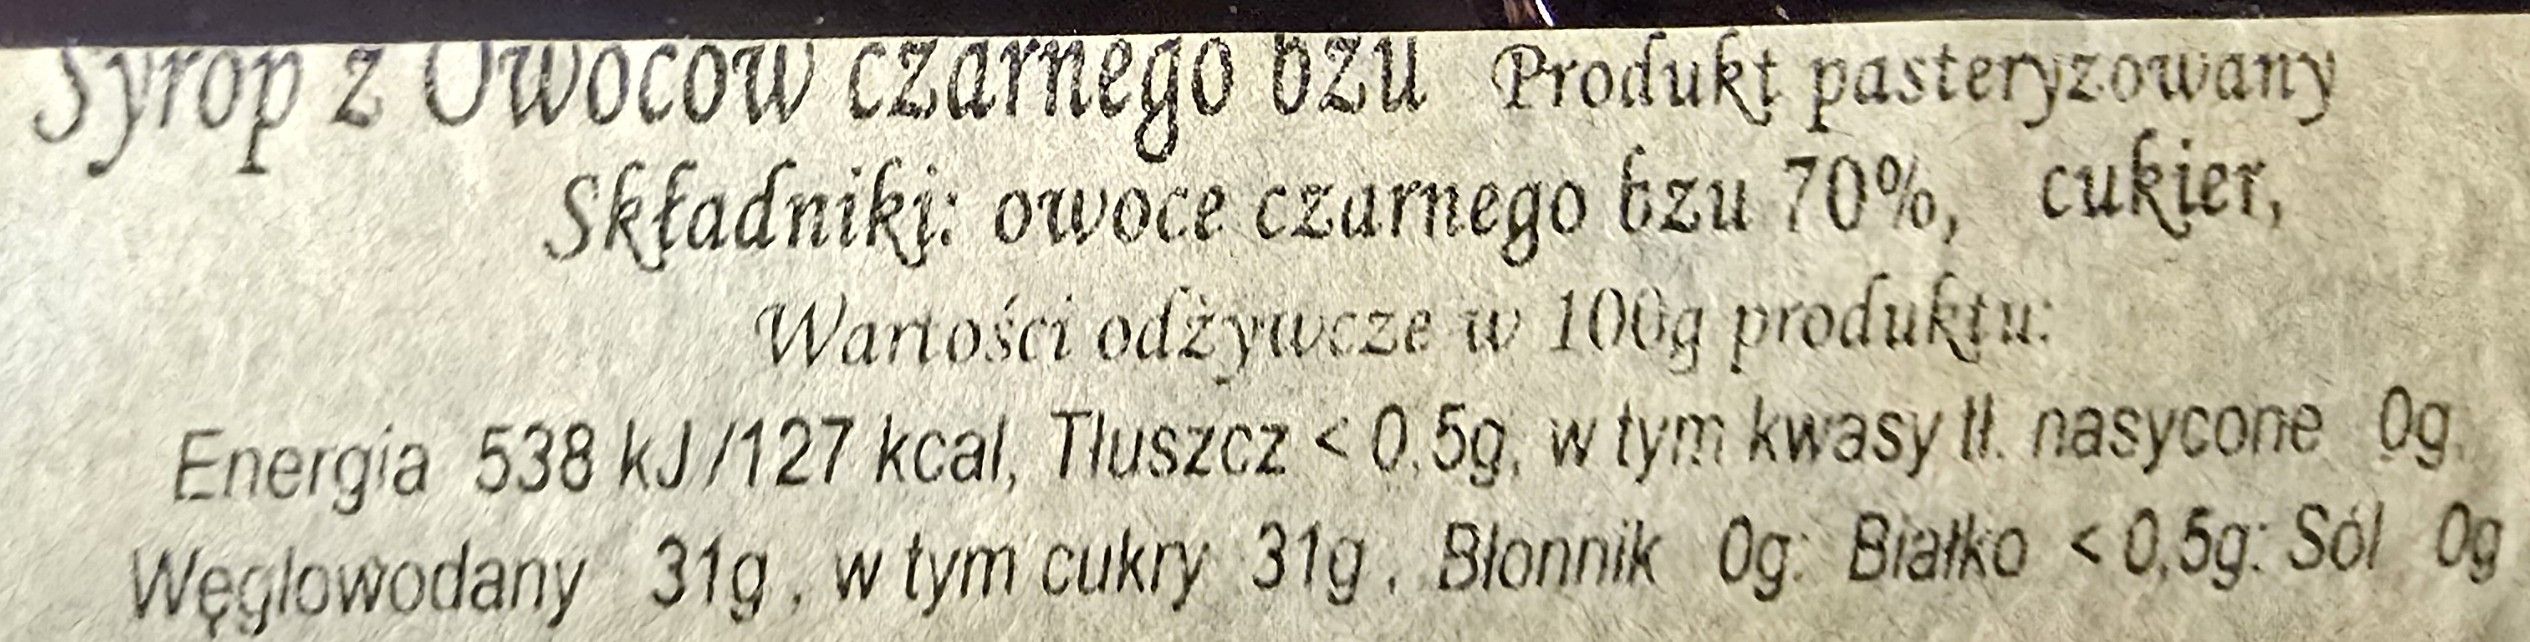 Syrop z Owoców czarnego bzu Produkt pasteryzowany
Składniki: owoce czarnego bzu 70%, cukier,
Wartości odżywcze w 100g produktu:
Energia 538 kJ /127 kcal, Tłuszcz < 0,5g, w tym kwasy tł. nasycone 0g,
Węglowodany 31g , w tym cukry 31g , Błonnik 0g: Białko < 0,5g: Sól 0g